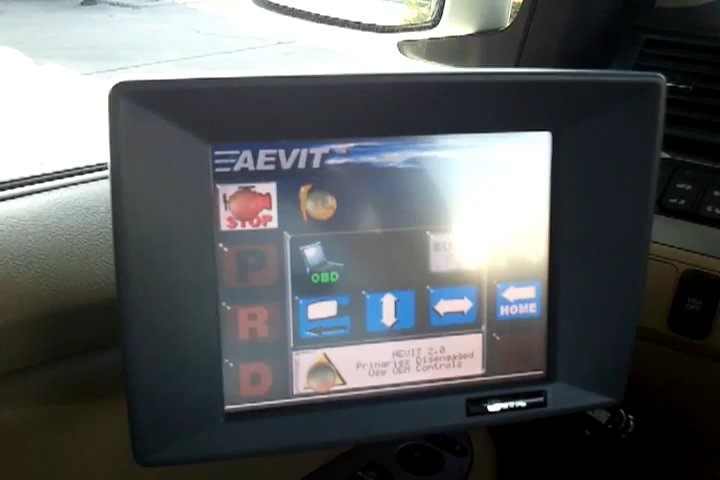 AEVIT
STOP
P
OBD
R
HOME
D
AEVIT 2.0
Primaries Disengaged
Use OEM Controls